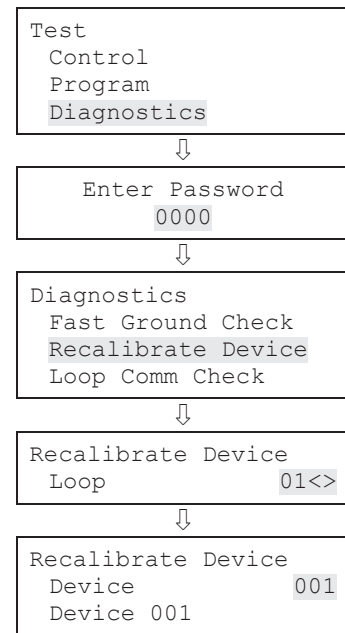 Test
Control
Program
Diagnostics
⇩
Enter Password
0000
⇩
Diagnostics
Fast Ground Check
Recalibrate Device
Loop Comm Check
⇩
Recalibrate Device
Loop 01<>
⇩
Recalibrate Device
Device 001
Device 001